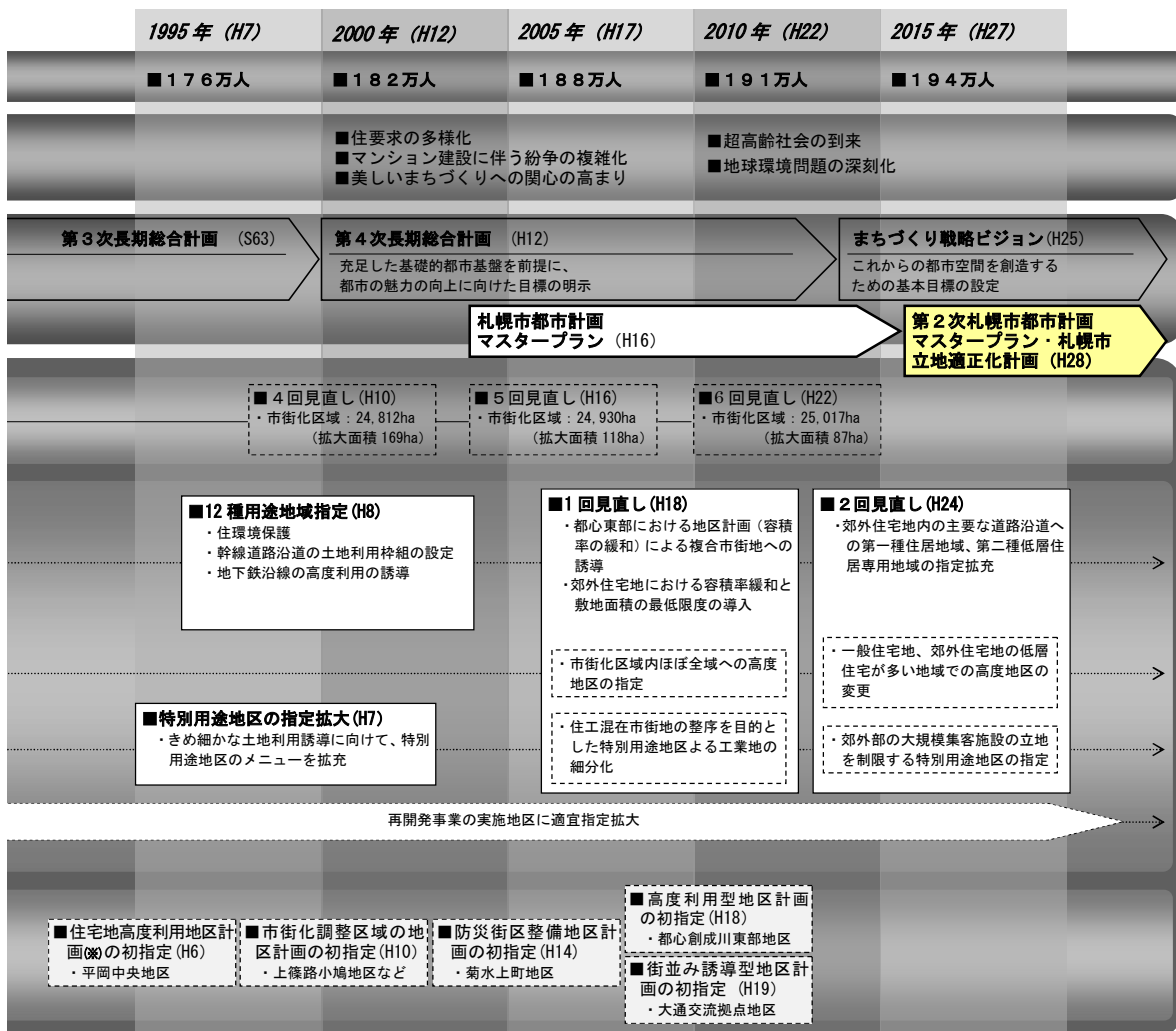 1995年（H7）
2000年（H12）
2005年（H17）
2010年（H22）
2015年（H27）
■１７６万人
■１８２万人
■１８８万人
■１９１万人
■１９４万人
■住要求の多様化
■マンション建設に伴う紛争の複雑化
■美しいまちづくりへの関心の高まり
■超高齢社会の到来
■地球環境問題の深刻化
第３次長期総合計画 （S63）
第４次長期総合計画 （H12）
充足した基礎的都市基盤を前提に、
都市の魅力の向上に向けた目標の明示
まちづくり戦略ビジョン（H25）
これからの都市空間を創造する
ための基本目標の設定
札幌市都市計画
マスタープラン（H16）
第２次札幌市都市計画
マスタープラン・札幌市
立地適正化計画（H28）
■４回見直し（H10）
・市街化区域：24,812ha
（拡大面積 169ha）
■５回見直し（H16）
・市街化区域：24,930ha
（拡大面積 118ha）
■６回見直し（H22）
・市街化区域：25,017ha
（拡大面積 87ha）
■12 種用途地域指定（H8）
・住環境保護
・幹線道路沿道の土地利用枠組の設定
・地下鉄沿線の高度利用の誘導
■１回見直し（H18）
・都心東部における地区計画（容積
率の緩和）による複合市街地への
誘導
・郊外住宅地における容積率緩和と
敷地面積の最低限度の導入
・市街化区域内ほぼ全域への高度
地区の指定
・住工混在市街地の整序を目的と
した特別用途地区よる工業地の
細分化
■２回見直し（H24）
・郊外住宅地内の主要な道路沿道へ
の第一種住居地域、第二種低層住
居専用地域の指定拡充
・一般住宅地、郊外住宅地の低層
住宅が多い地域での高度地区の
変更
・郊外部の大規模集客施設の立地
を制限する特別用途地区の指定
■特別用途地区の指定拡大（H7）
・きめ細かな土地利用誘導に向けて、特別
用途地区のメニューを拡充
再開発事業の実施地区に適宜指定拡大
■住宅地高度利用地区計
画(※)の初指定（H6）
・平岡中央地区
■市街化調整区域の地
区計画の初指定（H10）
・上篠路小鳩地区など
■防災街区整備地区計
画の初指定（H14）
・菊水上町地区
■高度利用型地区計画
の初指定（H18）
・都心創成川東部地区
■街並み誘導型地区計
画の初指定（H19）
・大通交流拠点地区